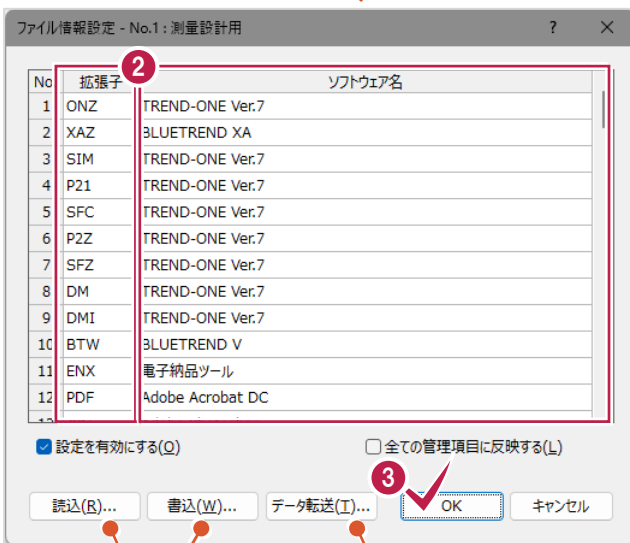 ファイル情報設定 - No.1 : 測量設計用 ? ×
2
No 拡張子 ソフトウェア名
1 ONZ TREND-ONE Ver.7
2 XAZ BLUETREND XA
3 SIM TREND-ONE Ver.7
4 P21 TREND-ONE Ver.7
5 SFC TREND-ONE Ver.7
6 P2Z TREND-ONE Ver.7
7 SFZ TREND-ONE Ver.7
8 DM TREND-ONE Ver.7
9 DMI TREND-ONE Ver.7
10 BTW BLUETREND V
11 ENX 電子納品ツール
12 PDF Adobe Acrobat DC
設定を有効にする(O) 全ての管理項目に反映する(L)
3
読込(R)... 書込(W)... データ転送(T)... OK キャンセル